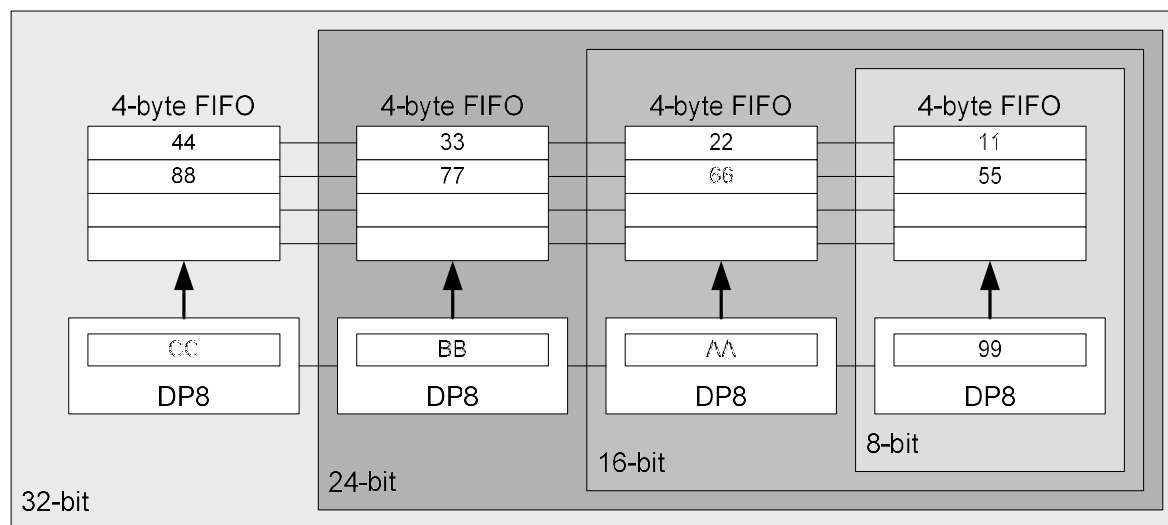 4-byte FIFO 4-byte FIFO 4-byte FIFO 4-byte FIFO
44 33 22 11
88 77 66 55
CC BB AA 99
DP8 DP8 DP8 DP8
8-bit
16-bit
24-bit
32-bit